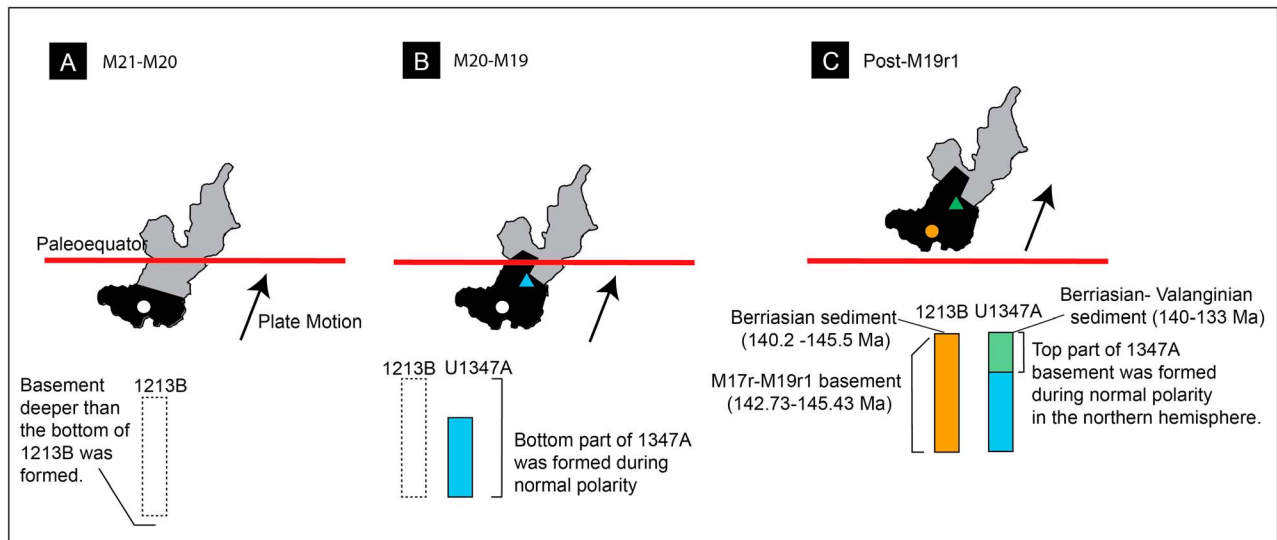 A M21-M20
Paleoequator
Plate Motion
Basement
deeper than
the bottom of
1213B was
formed.
1213B
B M20-M19
1213B U1347A
Bottom part of 1347A
was formed during
normal polarity
C Post-M19r1
1213B U1347A
Berriasian sediment
(140.2 -145.5 Ma)
M17r-M19r1 basement
(142.73-145.43 Ma)
Berriasian- Valanginian
sediment (140-133 Ma)
Top part of 1347A
basement was formed
during normal polarity
in the northern hemisphere.